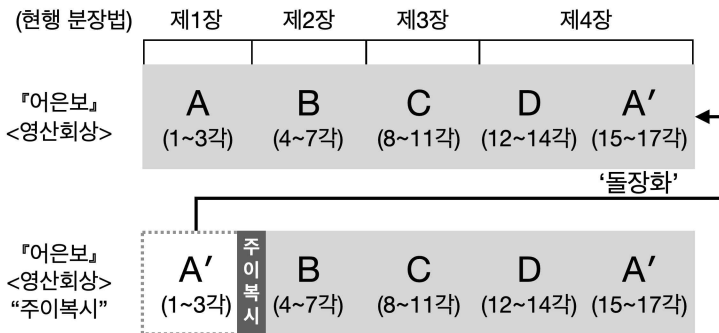 (현행 분장법) 제1장 제2장 제3장 제4장
『어은보』
<영산회상>
A B C D A′
(1~3각) (4~7각) (8~11각) (12~14각) (15~17각)
‘돌장화’
『어은보』
<영산회상>
“주이복시”
A′ 주이복시 B C D A′
(1~3각) (4~7각) (8~11각) (12~14각) (15~17각)